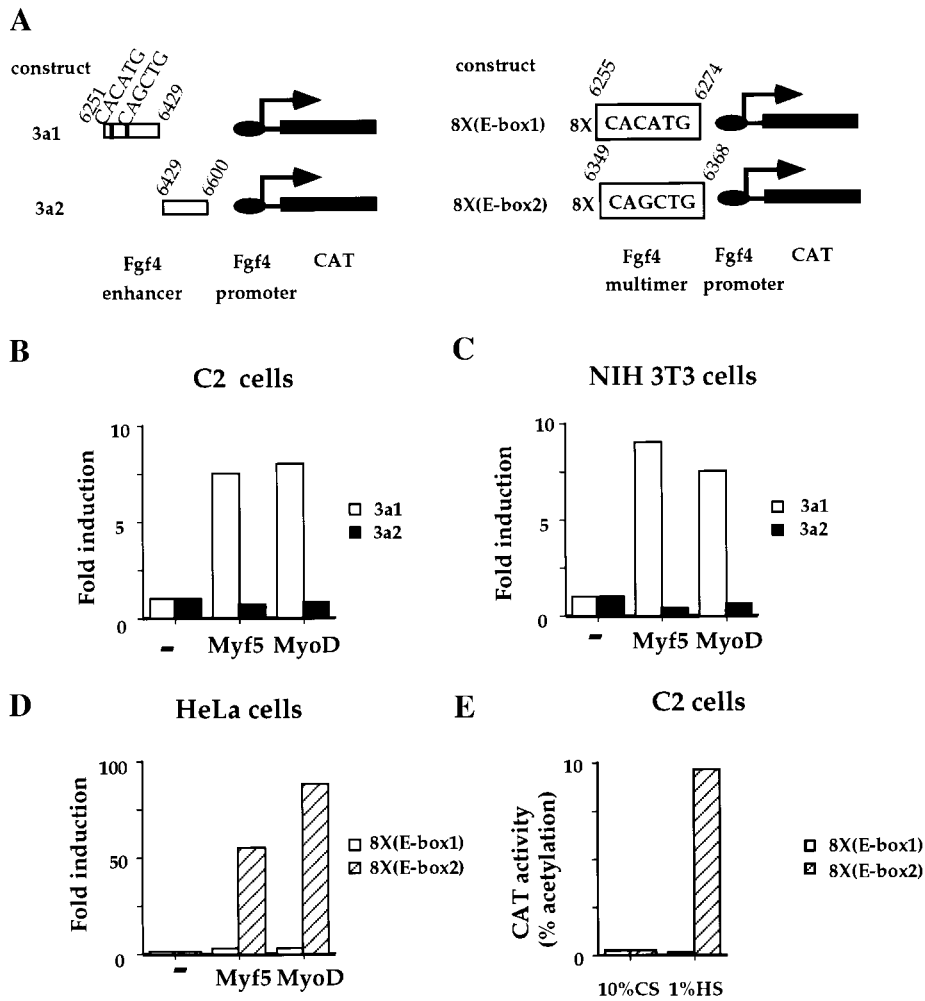 A
construct
6251
CACATG
CAGCTG
6429
3a1
6429
6600
3a2
Fgf4
enhancer
Fgf4
promoter
CAT
construct
6255
6274
8X(E-box1)
8X
CACATG
6349
6368
8X(E-box2)
8X
CAGCTG
Fgf4
multimer
Fgf4
promoter
CAT
B
C2 cells
Fold induction
10
5
0
-
Myf5
MyoD
3a1
3a2
C
NIH 3T3 cells
Fold induction
10
5
0
-
Myf5
MyoD
3a1
3a2
D
HeLa cells
Fold induction
100
50
0
-
Myf5
MyoD
8X(E-box1)
8X(E-box2)
E
C2 cells
CAT activity
(% acetylation)
10
5
0
10%CS
1%HS
8X(E-box1)
8X(E-box2)